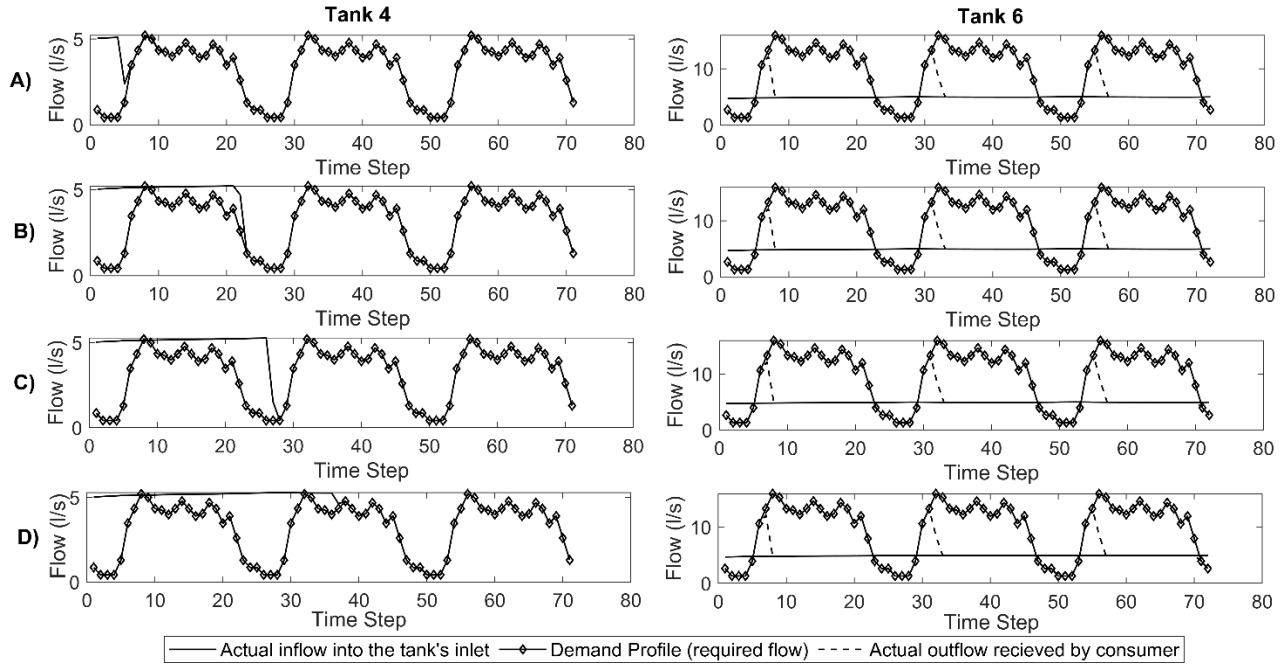 Tank 4
Tank 6
A)
Flow (l/s)
5
0
0 10 20 30 40 50 60 70 80
Time Step
Flow (l/s)
10
0
0 10 20 30 40 50 60 70 80
Time Step
B)
Flow (l/s)
5
0
0 10 20 30 40 50 60 70 80
Time Step
Flow (l/s)
10
0
0 10 20 30 40 50 60 70 80
Time Step
C)
Flow (l/s)
5
0
0 10 20 30 40 50 60 70 80
Time Step
Flow (l/s)
10
0
0 10 20 30 40 50 60 70 80
Time Step
D)
Flow (l/s)
5
0
0 10 20 30 40 50 60 70 80
Time Step
Flow (l/s)
10
0
0 10 20 30 40 50 60 70 80
Time Step
Actual inflow into the tank's inlet Demand Profile (required flow) Actual outflow recieved by consumer